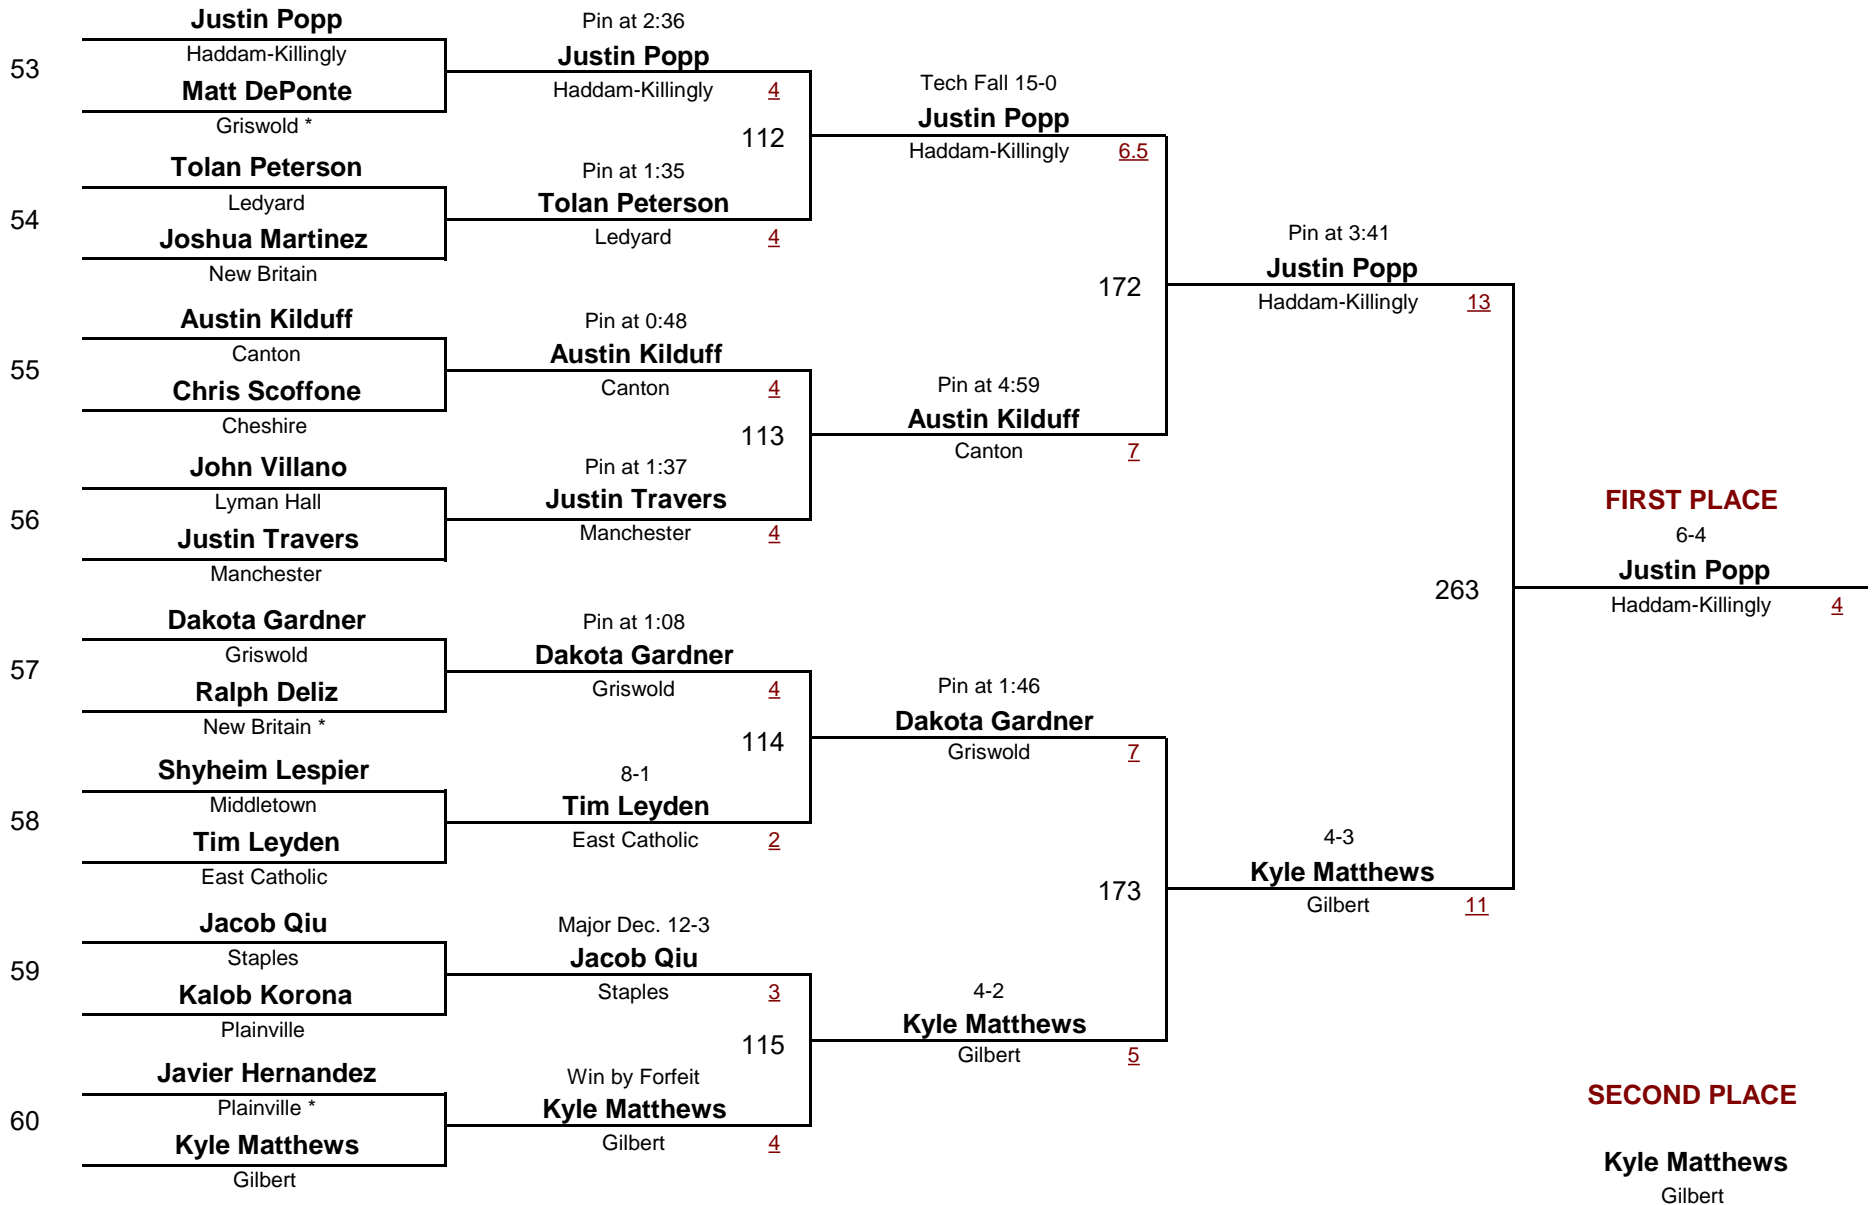 Justin Popp
Haddam-Killingly
53
Matt DePonte
Griswold *
Tolan Peterson
Ledyard
54
Joshua Martinez
New Britain
Austin Kilduff
Canton
55
Chris Scoffone
Cheshire
John Villano
Lyman Hall
56
Justin Travers
Manchester
Dakota Gardner
Griswold
57
Ralph Deliz
New Britain *
Shyheim Lespier
Middletown
58
Tim Leyden
East Catholic
Jacob Qiu
Staples
59
Kalob Korona
Plainville
Javier Hernandez
Plainville *
60
Kyle Matthews
Gilbert
Pin at 2:36
Justin Popp
Haddam-Killingly 4
112
Pin at 1:35
Tolan Peterson
Ledyard 4
Pin at 0:48
Austin Kilduff
Canton 4
113
Pin at 1:37
Justin Travers
Manchester 4
Pin at 1:08
Dakota Gardner
Griswold 4
114
8-1
Tim Leyden
East Catholic 2
Major Dec. 12-3
Jacob Qiu
Staples 3
115
Win by Forfeit
Kyle Matthews
Gilbert 4
Tech Fall 15-0
Justin Popp
Haddam-Killingly 6.5
172
Pin at 4:59
Austin Kilduff
Canton 7
Pin at 1:46
Dakota Gardner
Griswold 7
173
4-2
Kyle Matthews
Gilbert 5
Pin at 3:41
Justin Popp
Haddam-Killingly 13
263
4-3
Kyle Matthews
Gilbert 11
FIRST PLACE
6-4
Justin Popp
Haddam-Killingly 4
SECOND PLACE
Kyle Matthews
Gilbert